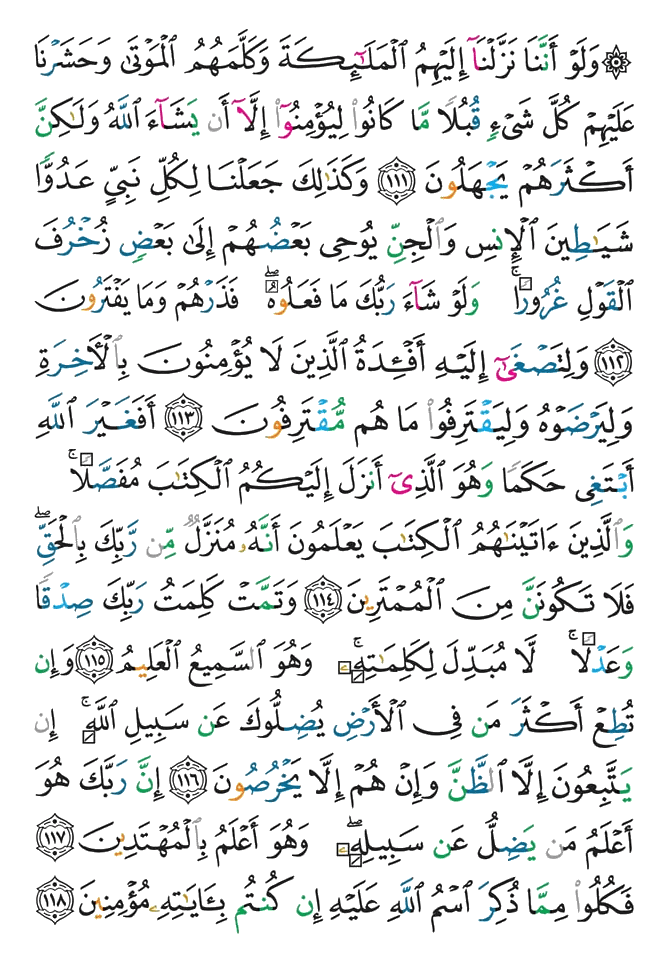 ۞ وَلَوْ أَنَّنَا نَزَّلْنَآ إِلَيْهِمُ ٱلْمَلَـٰٓئِكَةَ وَكَلَّمَهُمُ ٱلْمَوْتَىٰ وَحَشَرْنَا
عَلَيْهِمْ كُلَّ شَىْءٍ قُبُلًا مَّا كَانُوا۟ لِيُؤْمِنُوٓا۟ إِلَّآ أَن يَشَآءَ ٱللَّهُ وَلَـٰكِنَّ
أَكْثَرَهُمْ يَجْهَلُونَ ١١١ وَكَذَٰلِكَ جَعَلْنَا لِكُلِّ نَبِىٍّ عَدُوًّا
شَيَـٰطِينَ ٱلْإِنسِ وَٱلْجِنِّ يُوحِى بَعْضُهُمْ إِلَىٰ بَعْضٍ زُخْرُفَ
ٱلْقَوْلِ غُرُورًا ۚ وَلَوْ شَآءَ رَبُّكَ مَا فَعَلُوهُ ۖ فَذَرْهُمْ وَمَا يَفْتَرُونَ
١١٢ وَلِتَصْغَىٰٓ إِلَيْهِ أَفْـِٔدَةُ ٱلَّذِينَ لَا يُؤْمِنُونَ بِٱلْـَٔاخِرَةِ
وَلِيَرْضَوْهُ وَلِيَقْتَرِفُوا۟ مَا هُم مُّقْتَرِفُونَ ١١٣ أَفَغَيْرَ ٱللَّهِ
أَبْتَغِى حَكَمًا وَهُوَ ٱلَّذِىٓ أَنزَلَ إِلَيْكُمُ ٱلْكِتَـٰبَ مُفَصَّلًا ۚ
وَٱلَّذِينَ ءَاتَيْنَـٰهُمُ ٱلْكِتَـٰبَ يَعْلَمُونَ أَنَّهُۥ مُنَزَّلٌ مِّن رَّبِّكَ بِٱلْحَقِّ ۖ
فَلَا تَكُونَنَّ مِنَ ٱلْمُمْتَرِينَ ١١٤ وَتَمَّتْ كَلِمَتُ رَبِّكَ صِدْقًا
وَعَدْلًا ۚ لَّا مُبَدِّلَ لِكَلِمَـٰتِهِۦ ۚ وَهُوَ ٱلسَّمِيعُ ٱلْعَلِيمُ ١١٥ وَإِن
تُطِعْ أَكْثَرَ مَن فِى ٱلْأَرْضِ يُضِلُّوكَ عَن سَبِيلِ ٱللَّهِ ۚ إِن
يَتَّبِعُونَ إِلَّا ٱلظَّنَّ وَإِنْ هُمْ إِلَّا يَخْرُصُونَ ١١٦ إِنَّ رَبَّكَ هُوَ
أَعْلَمُ مَن يَضِلُّ عَن سَبِيلِهِۦ ۖ وَهُوَ أَعْلَمُ بِٱلْمُهْتَدِينَ ١١٧
فَكُلُوا۟ مِمَّا ذُكِرَ ٱسْمُ ٱللَّهِ عَلَيْهِ إِن كُنتُم بِـَٔايَـٰتِهِۦ مُؤْمِنِينَ ١١٨